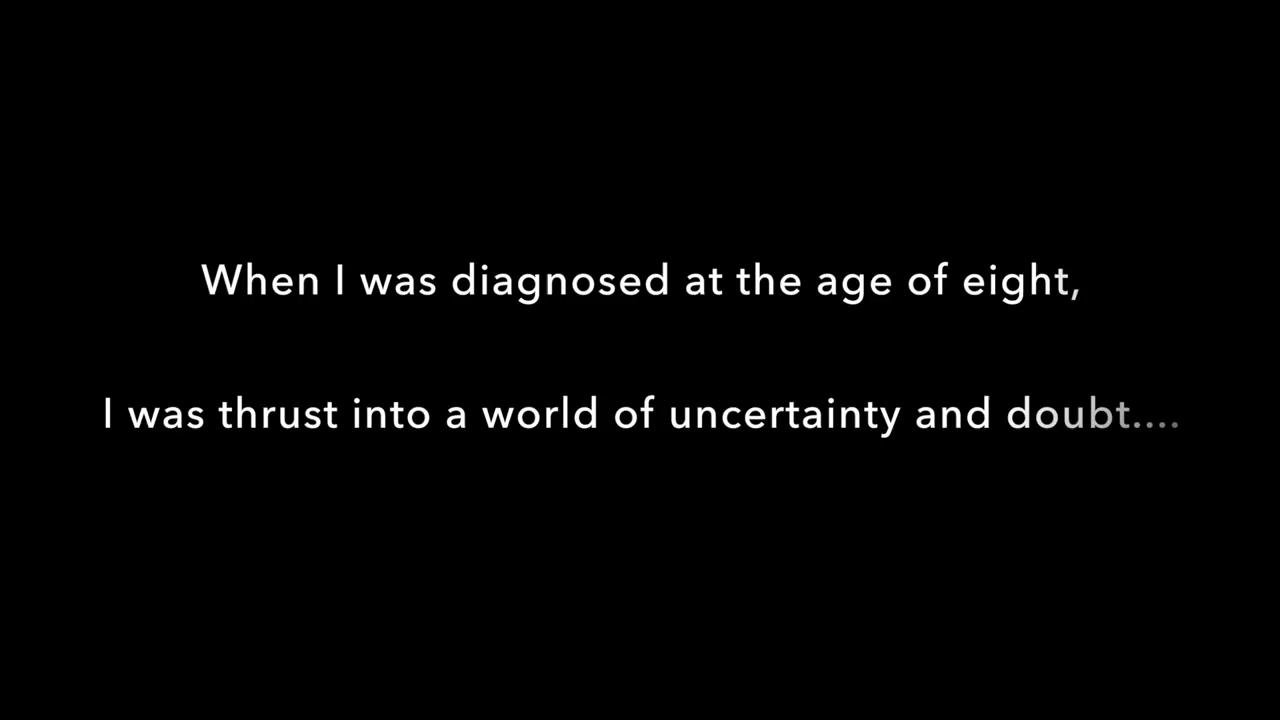 When I was diagnosed at the age of eight,
I was thrust into a world of uncertainty and doubt....